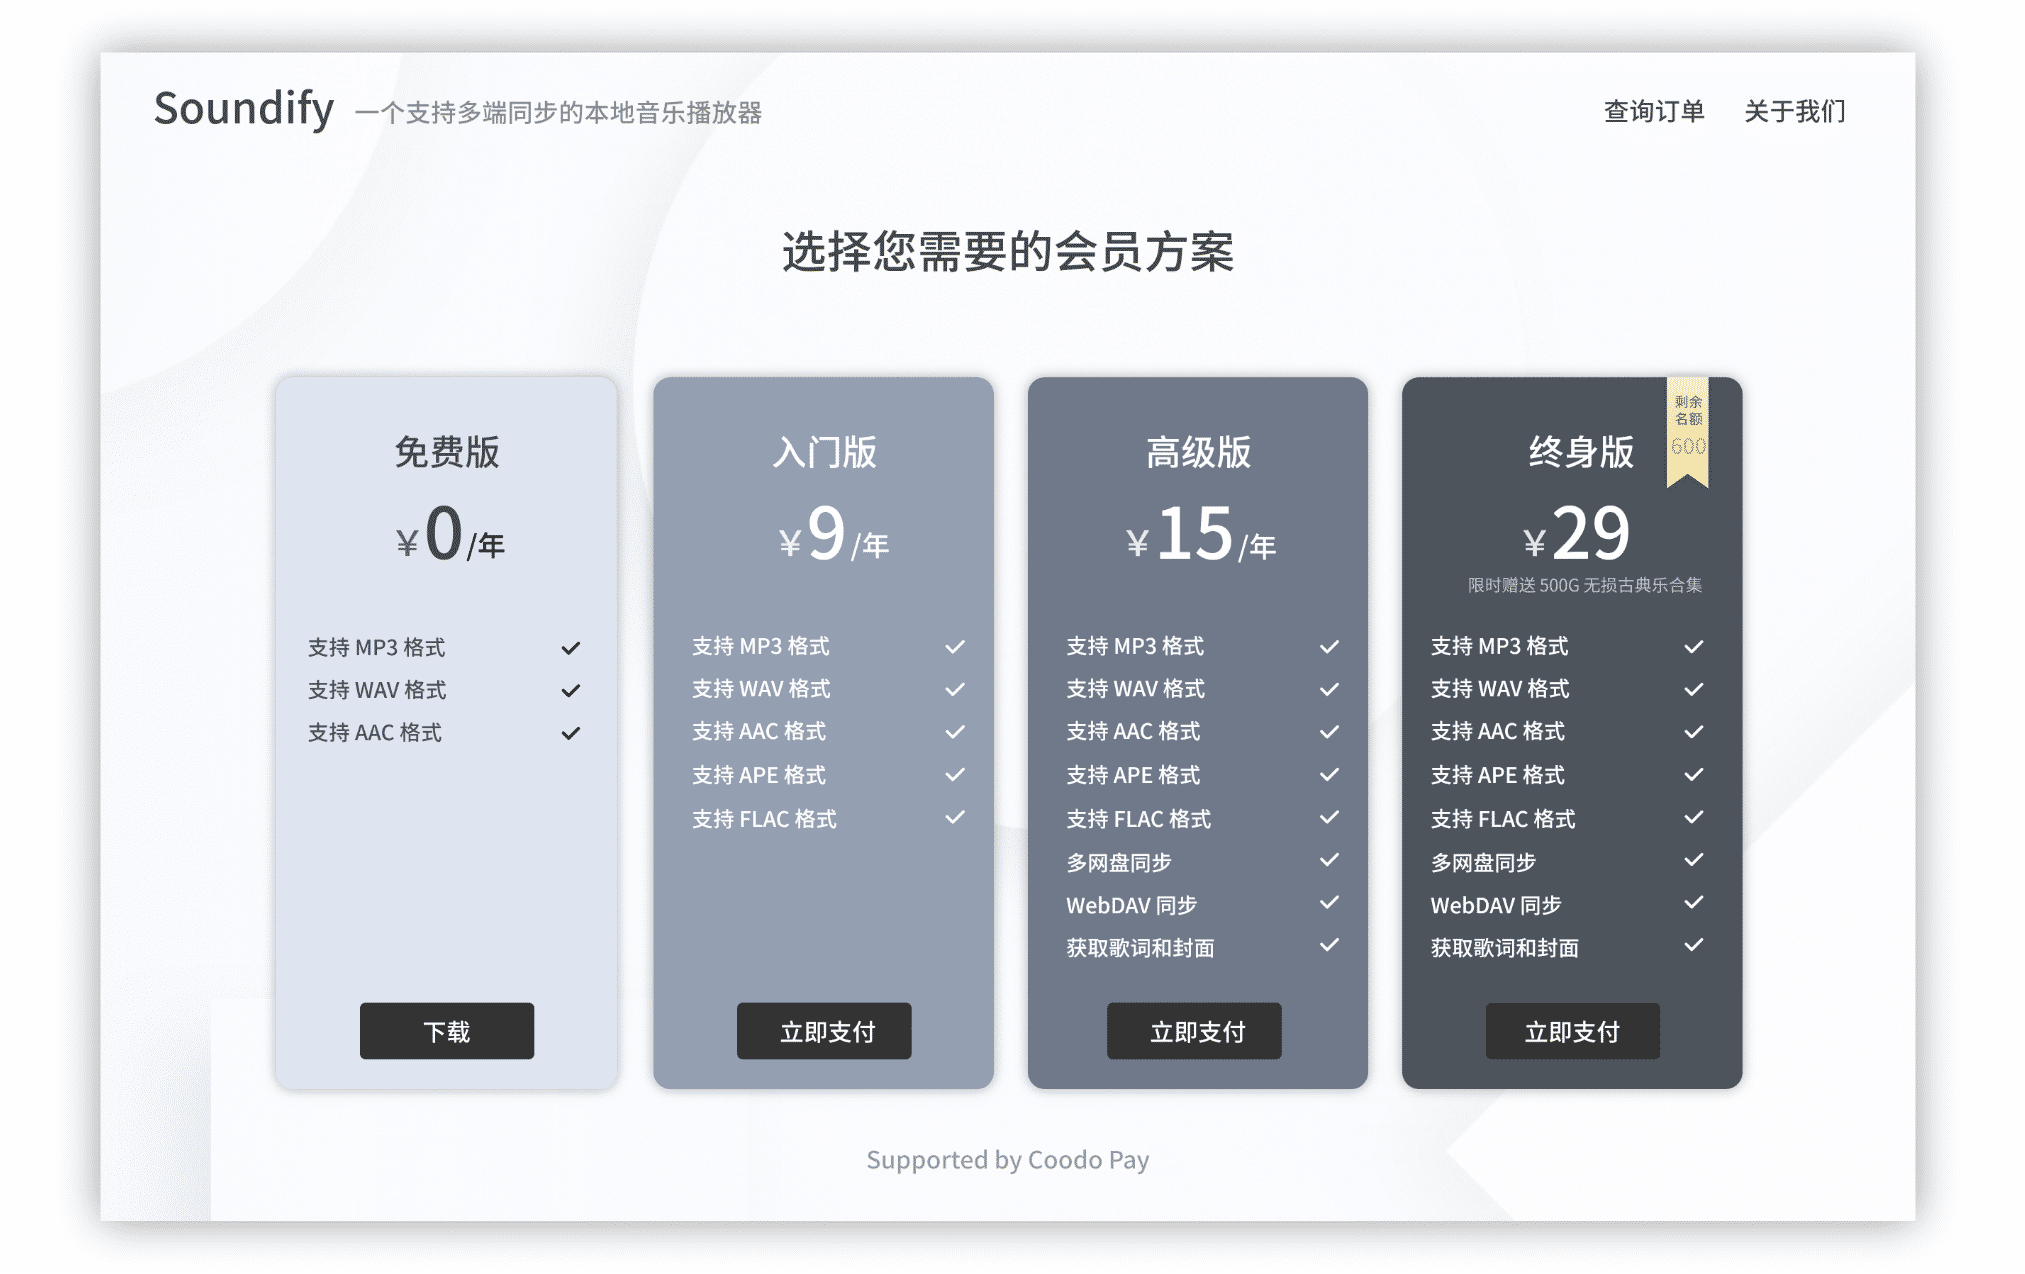 Soundify 一个支持多端同步的本地音乐播放器
查询订单 关于我们
选择您需要的会员方案
免费版
¥0/年
支持 MP3 格式
支持 WAV 格式
支持 AAC 格式
下载
入门版
¥9/年
支持 MP3 格式
支持 WAV 格式
支持 AAC 格式
支持 APE 格式
支持 FLAC 格式
立即支付
高级版
¥15/年
支持 MP3 格式
支持 WAV 格式
支持 AAC 格式
支持 APE 格式
支持 FLAC 格式
多网盘同步
WebDAV 同步
获取歌词和封面
立即支付
剩余
名额
600
终身版
¥29
限时赠送 500G 无损古典乐合集
支持 MP3 格式
支持 WAV 格式
支持 AAC 格式
支持 APE 格式
支持 FLAC 格式
多网盘同步
WebDAV 同步
获取歌词和封面
立即支付
Supported by Coodo Pay